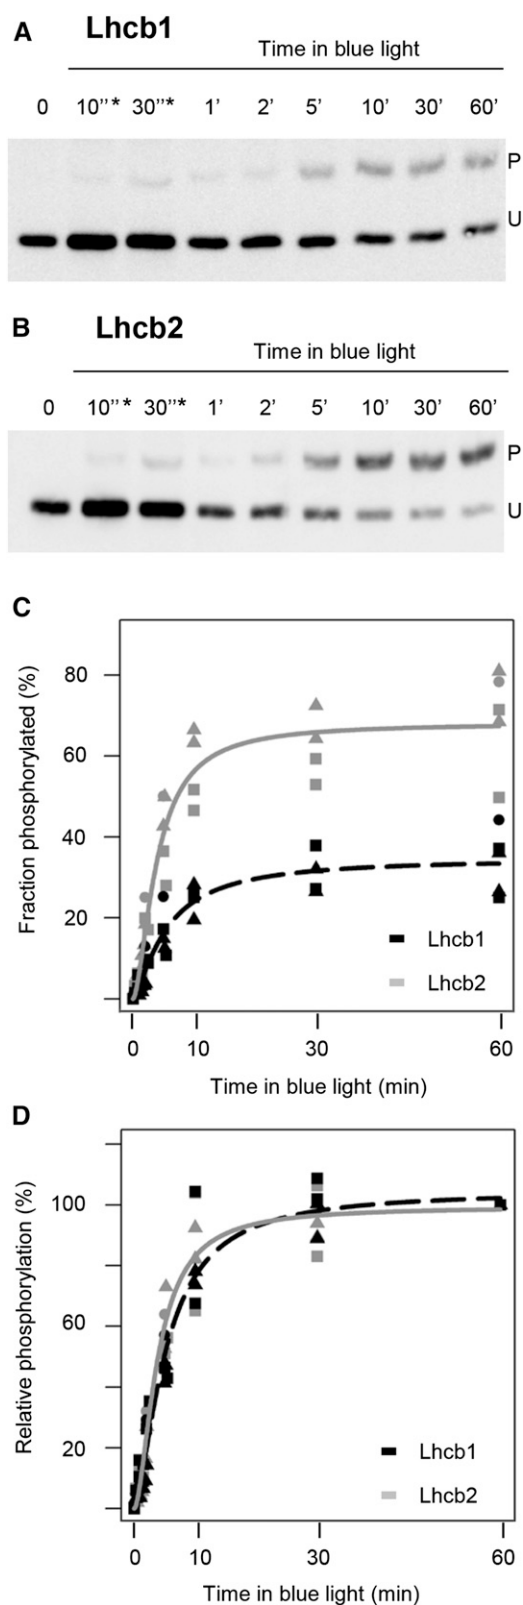 A
Lhcb1
Time in blue light
0 10’’* 30’’* 1’ 2’ 5’ 10’ 30’ 60’
P
U
B
Lhcb2
Time in blue light
0 10’’* 30’’* 1’ 2’ 5’ 10’ 30’ 60’
P
U
C
Fraction phosphorylated (%)
80
60
40
20
Lhcb1
Lhcb2
0 10 30 60
Time in blue light (min)
D
Relative phosphorylation (%)
100
60
20
Lhcb1
Lhcb2
0 10 30 60
Time in blue light (min)